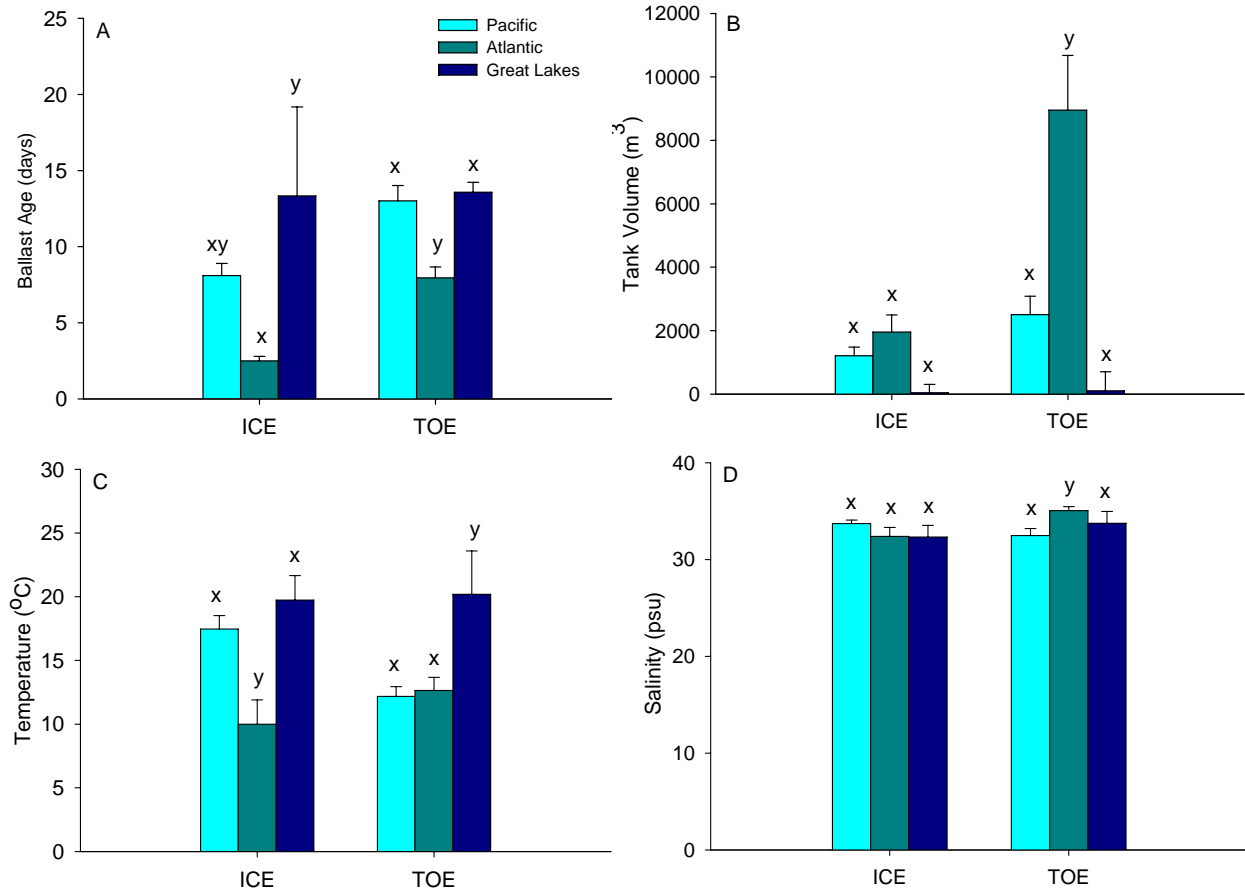 A
Pacific
Atlantic
Great Lakes
25
20
15
10
5
0
Ballast Age (days)
xy
x
y
x
y
x
ICE
TOE
B
12000
10000
8000
6000
4000
2000
0
Tank Volume (m³)
x
x
x
x
y
x
ICE
TOE
C
30
25
20
15
10
5
0
Temperature (ºC)
x
y
x
x
x
y
ICE
TOE
D
40
30
20
10
0
Salinity (psu)
x
x
x
x
y
x
ICE
TOE